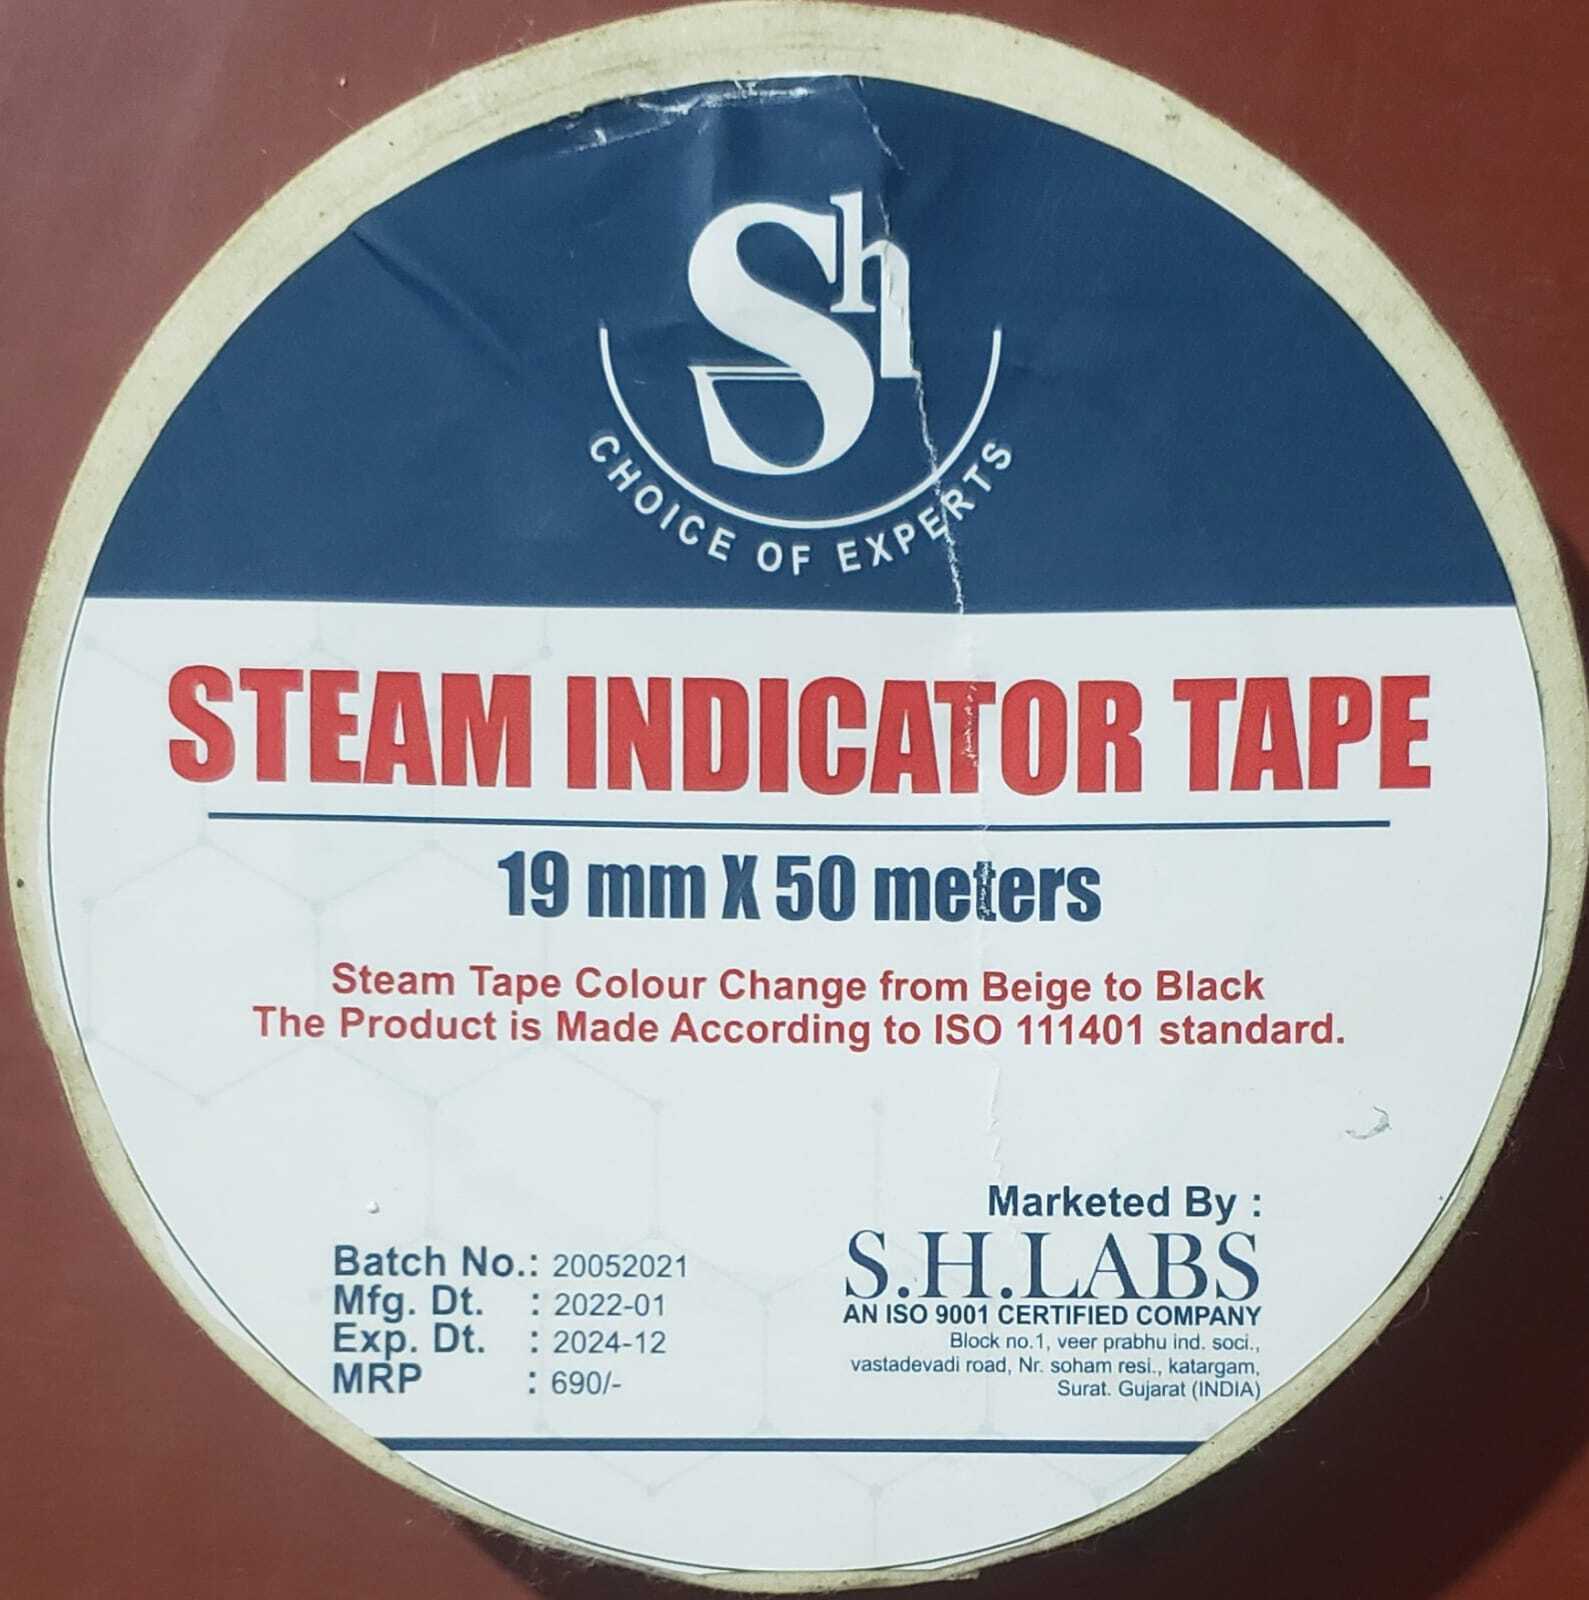 Sh
CHOICE OF EXPERTS
STEAM INDICATOR TAPE
19 mm X 50 meters
Steam Tape Colour Change from Beige to Black
The Product is Made According to ISO 111401 standard.
Batch No.: 20052021
Mfg. Dt. : 2022-01
Exp. Dt. : 2024-12
MRP : 690/-
Marketed By :
S.H.LABS
AN ISO 9001 CERTIFIED COMPANY
Block no.1, veer prabhu ind. soci.,
vastadevadi road, Nr. soham resi., katargam,
Surat. Gujarat (INDIA)